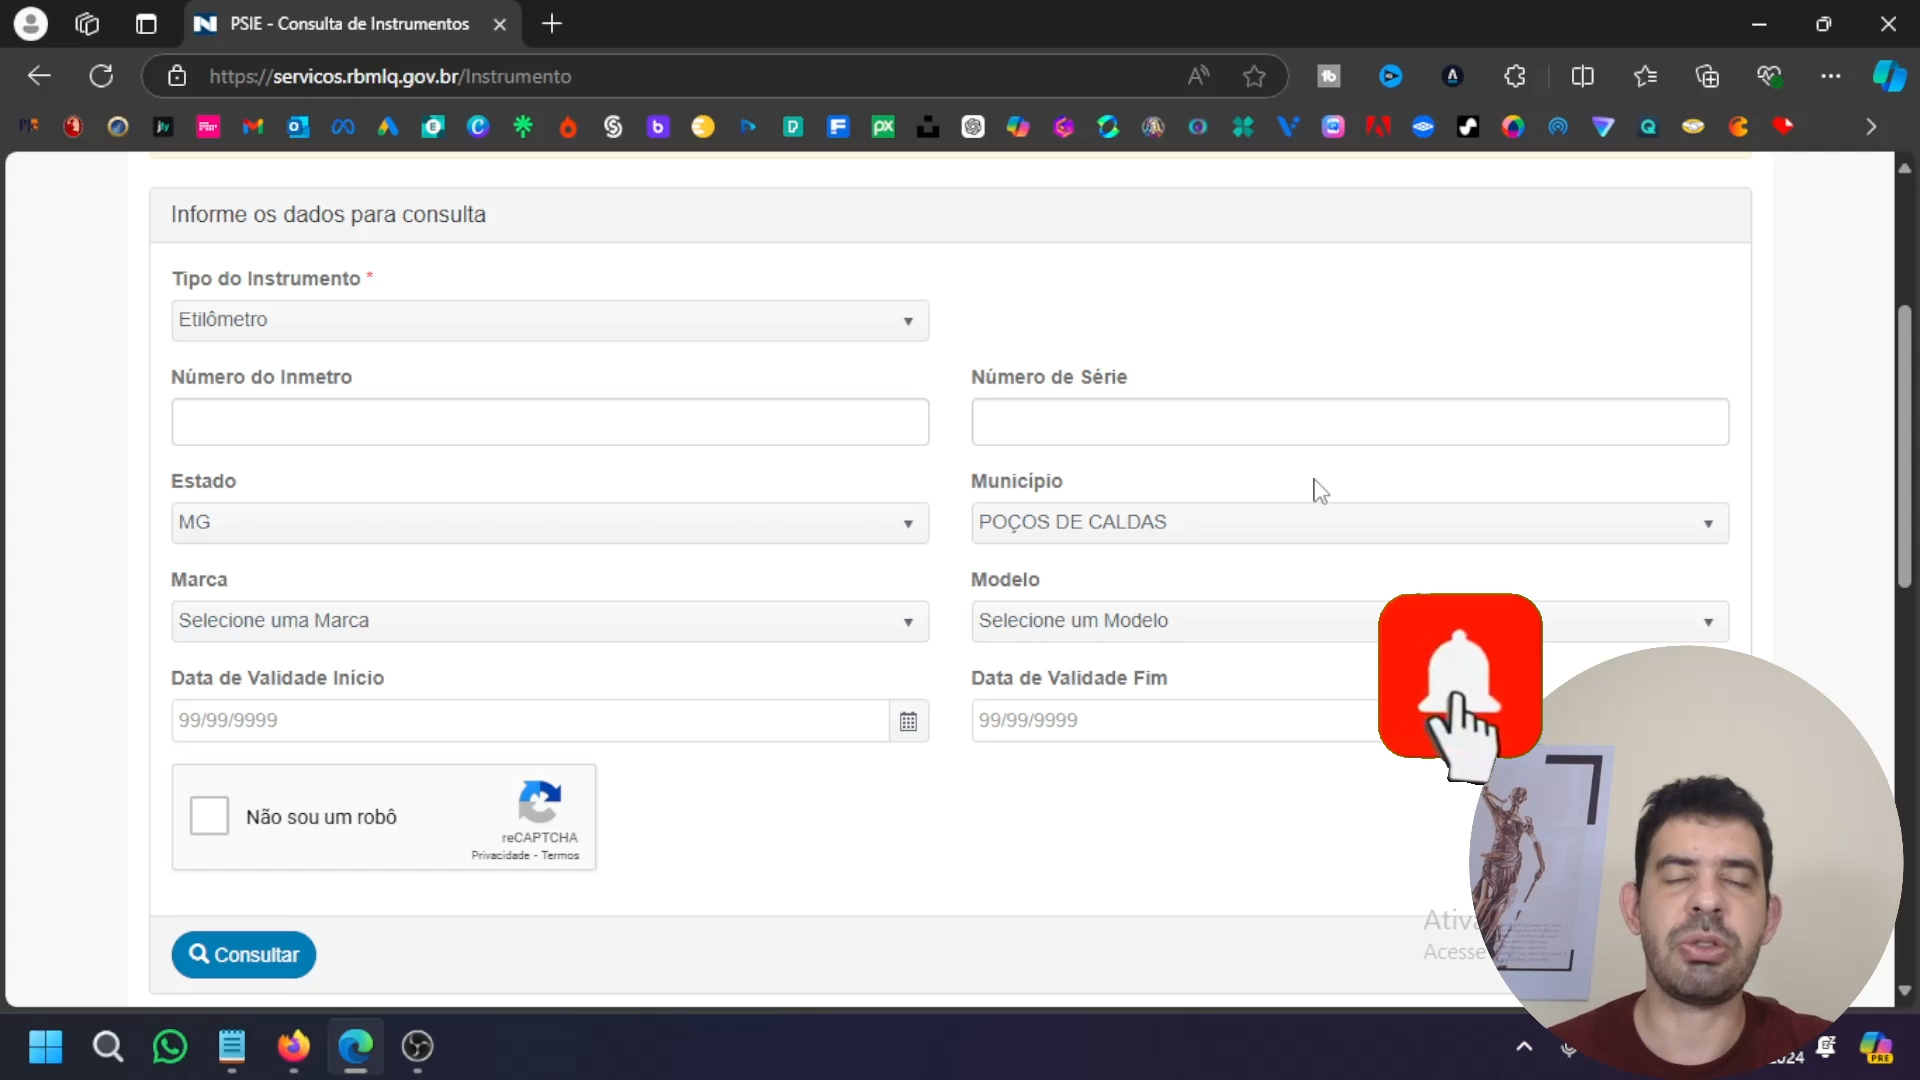 PSIE - Consulta de Instrumentos
https://servicos.rbmlq.gov.br/Instrumento
Informe os dados para consulta
Tipo do Instrumento *
Etilômetro
Número do Inmetro
Número de Série
Estado
Município
MG
POÇOS DE CALDAS
Marca
Modelo
Selecione uma Marca
Selecione um Modelo
Data de Validade Início
Data de Validade Fim
99/99/9999
99/99/9999
Não sou um robô
reCAPTCHA
Privacidade - Termos
Consultar
Acesse
PRE